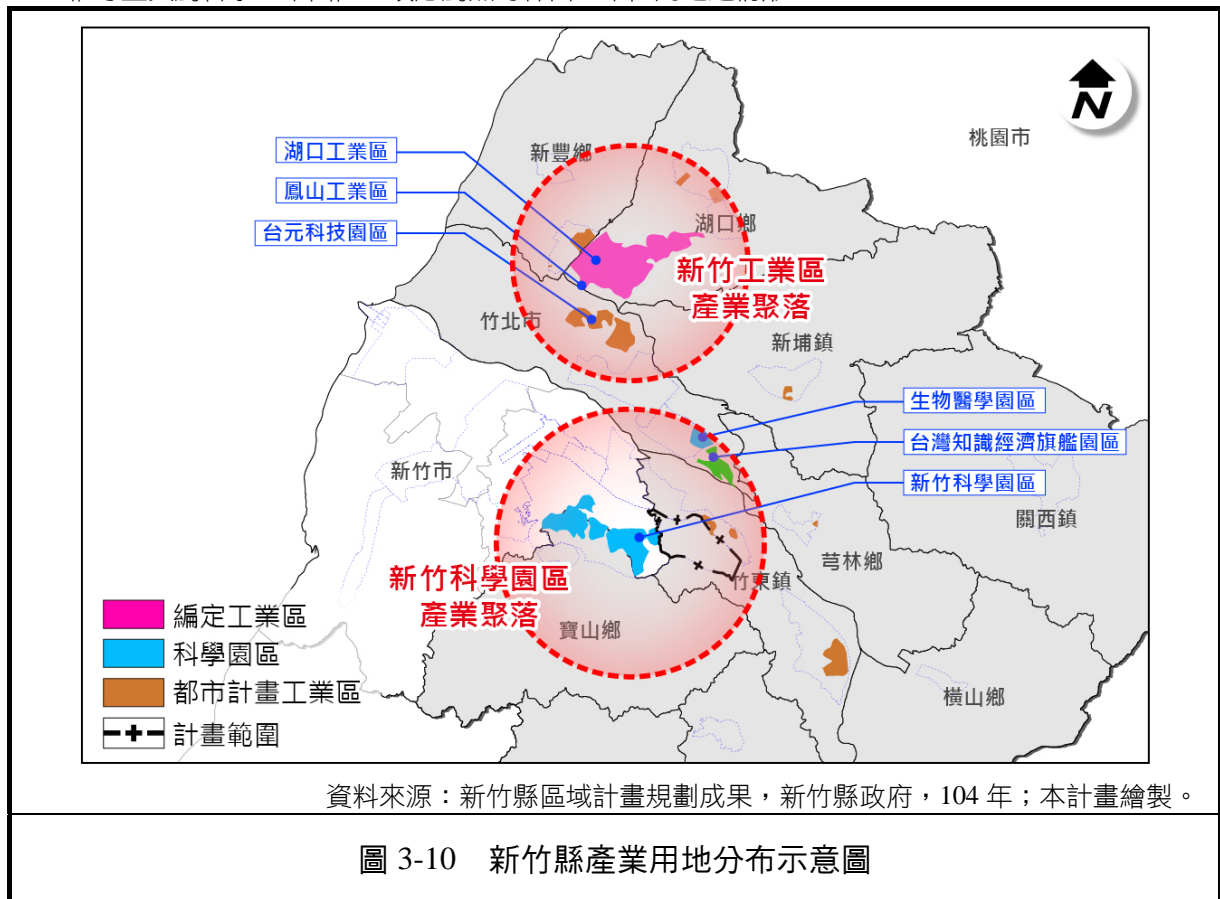 N
桃園市
新豐鄉
湖口工業區
鳳山工業區
台元科技園區
湖口鄉
新竹工業區
產業聚落
竹北市
新埔鎮
生物醫學園區
台灣知識經濟旗艦園區
新竹科學園區
新竹市
關西鎮
芎林鄉
竹東鎮
新竹科學園區
產業聚落
寶山鄉
橫山鄉
編定工業區
科學園區
都市計畫工業區
計畫範圍
資料來源：新竹縣區域計畫規劃成果，新竹縣政府，104 年；本計畫繪製。
圖 3-10 新竹縣產業用地分布示意圖